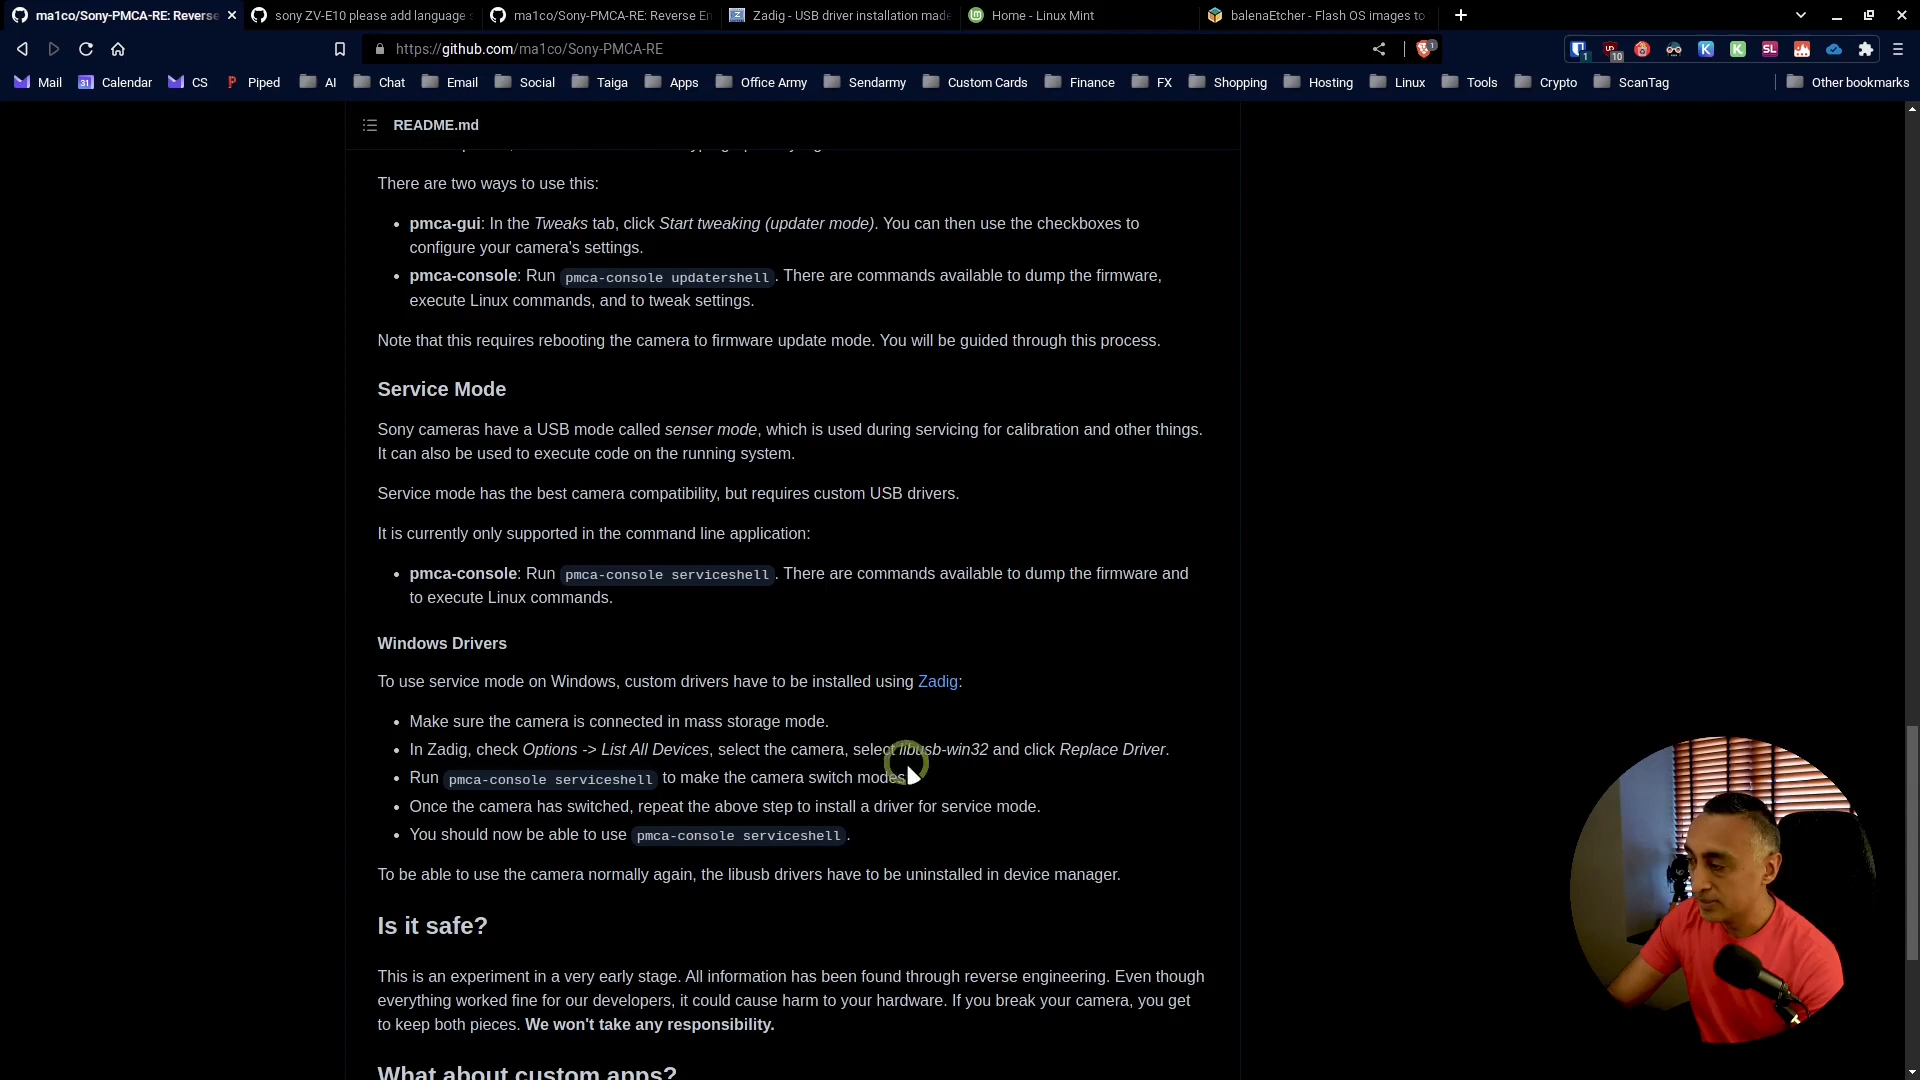 ma1co/Sony-PMCA-RE: Reverse
sony ZV-E10 please add language
ma1co/Sony-PMCA-RE: Reverse En
Zadig - USB driver installation made
Home - Linux Mint
balenaEtcher - Flash OS images to
https://github.com/ma1co/Sony-PMCA-RE
Mail Calendar CS Piped AI Chat Email Social Taiga Apps Office Army Sendarmy Custom Cards Finance FX Shopping Hosting Linux Tools Crypto ScanTag Other bookmarks
README.md
There are two ways to use this:
• pmca-gui: In the Tweaks tab, click Start tweaking (updater mode). You can then use the checkboxes to
configure your camera's settings.
• pmca-console: Run pmca-console updatershell. There are commands available to dump the firmware,
execute Linux commands, and to tweak settings.
Note that this requires rebooting the camera to firmware update mode. You will be guided through this process.
Service Mode
Sony cameras have a USB mode called senser mode, which is used during servicing for calibration and other things.
It can also be used to execute code on the running system.
Service mode has the best camera compatibility, but requires custom USB drivers.
It is currently only supported in the command line application:
• pmca-console: Run pmca-console serviceshell. There are commands available to dump the firmware and
to execute Linux commands.
Windows Drivers
To use service mode on Windows, custom drivers have to be installed using Zadig:
• Make sure the camera is connected in mass storage mode.
• In Zadig, check Options -> List All Devices, select the camera, select libusb-win32 and click Replace Driver.
• Run pmca-console serviceshell to make the camera switch modes
• Once the camera has switched, repeat the above step to install a driver for service mode.
• You should now be able to use pmca-console serviceshell.
To be able to use the camera normally again, the libusb drivers have to be uninstalled in device manager.
Is it safe?
This is an experiment in a very early stage. All information has been found through reverse engineering. Even though
everything worked fine for our developers, it could cause harm to your hardware. If you break your camera, you get
to keep both pieces. We won't take any responsibility.
What about custom apps?